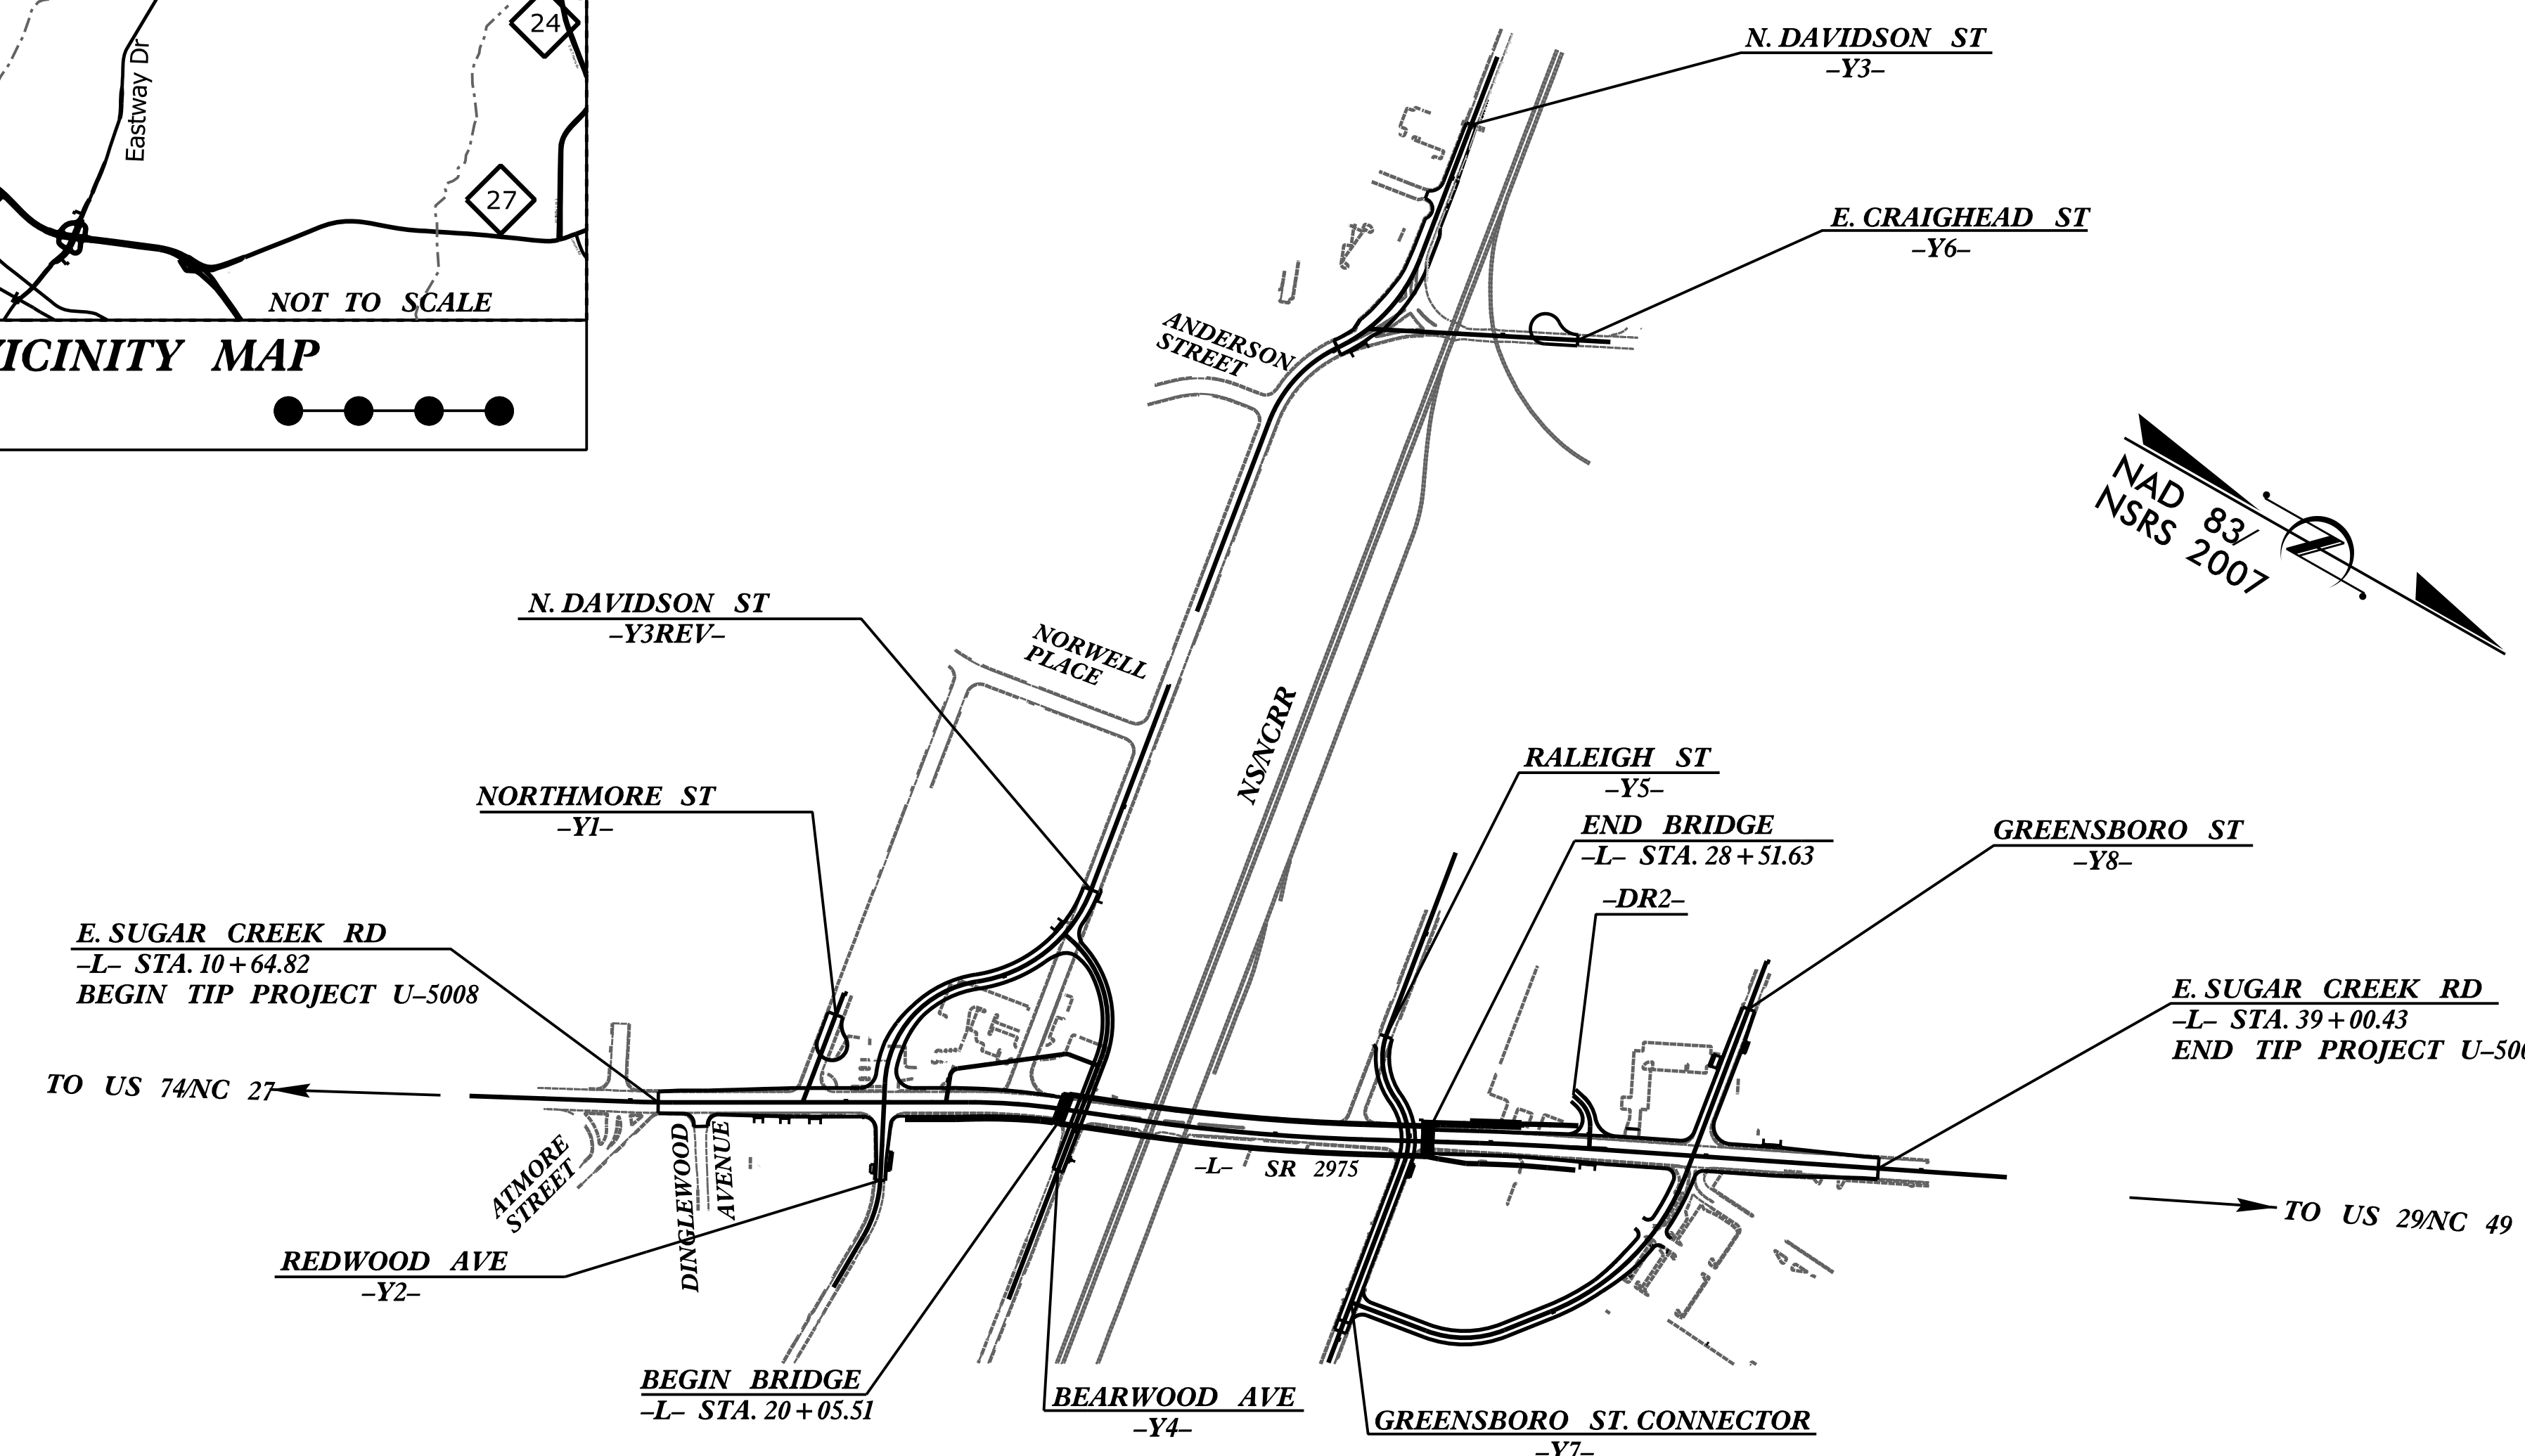 24
Eastway Dr
27
NOT TO SCALE
VICINITY MAP
N. DAVIDSON ST
–Y3–
E. CRAIGHEAD ST
–Y6–
ANDERSON
STREET
NAD 83/
NSRS 2007
N. DAVIDSON ST
–Y3REV–
NORWELL
PLACE
NS/NCRR
NORTHMORE ST
–Y1–
RALEIGH ST
–Y5–
END BRIDGE
–L– STA. 28+51.63
–DR2–
GREENSBORO ST
–Y8–
E. SUGAR CREEK RD
–L– STA. 10+64.82
BEGIN TIP PROJECT U–5008
E. SUGAR CREEK RD
–L– STA. 39+00.43
END TIP PROJECT U–500
TO US 74/NC 27
ATMORE
STREET
DINGLEWOOD
AVENUE
–L– SR 2975
TO US 29/NC 49
REDWOOD AVE
–Y2–
BEGIN BRIDGE
–L– STA. 20+05.51
BEARWOOD AVE
–Y4–
GREENSBORO ST. CONNECTOR
–Y7–